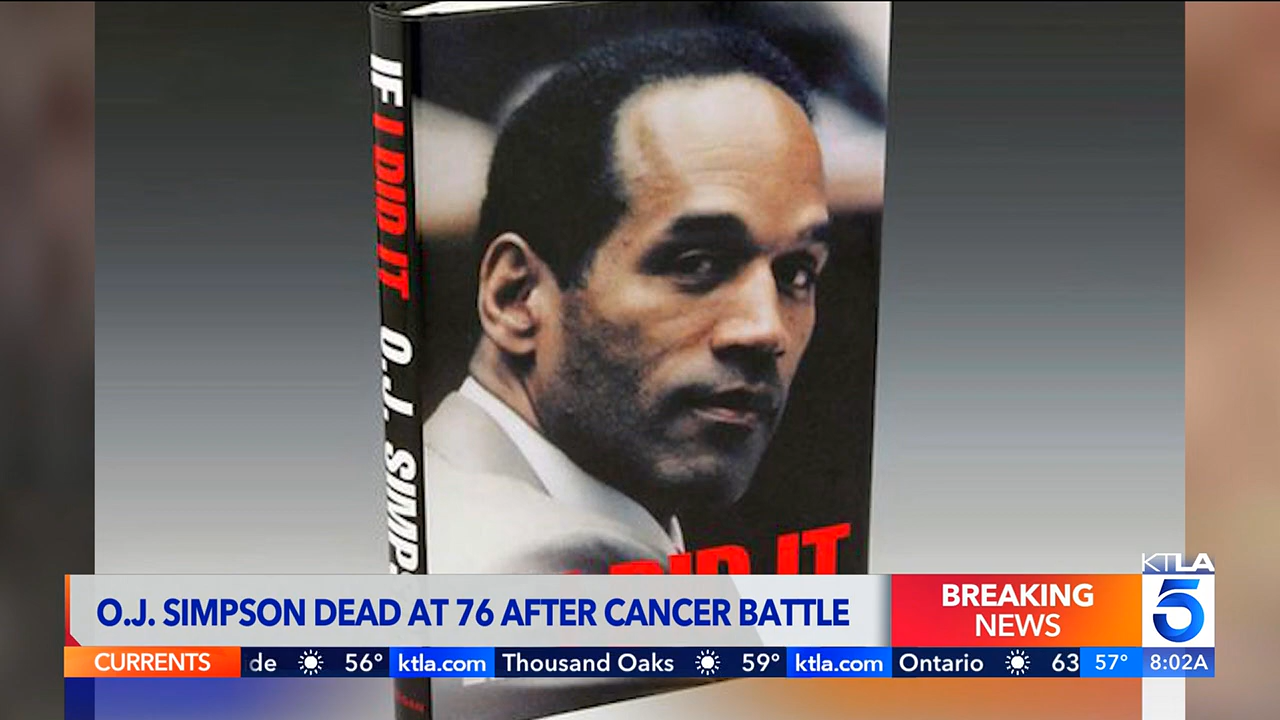 IF I DID IT O.J. SIMPS
DID IT
O.J. SIMPSON DEAD AT 76 AFTER CANCER BATTLE
BREAKING
NEWS
KTLA
5
CURRENTS de 56° ktla.com Thousand Oaks 59° ktla.com Ontario 63 57° 8:02A